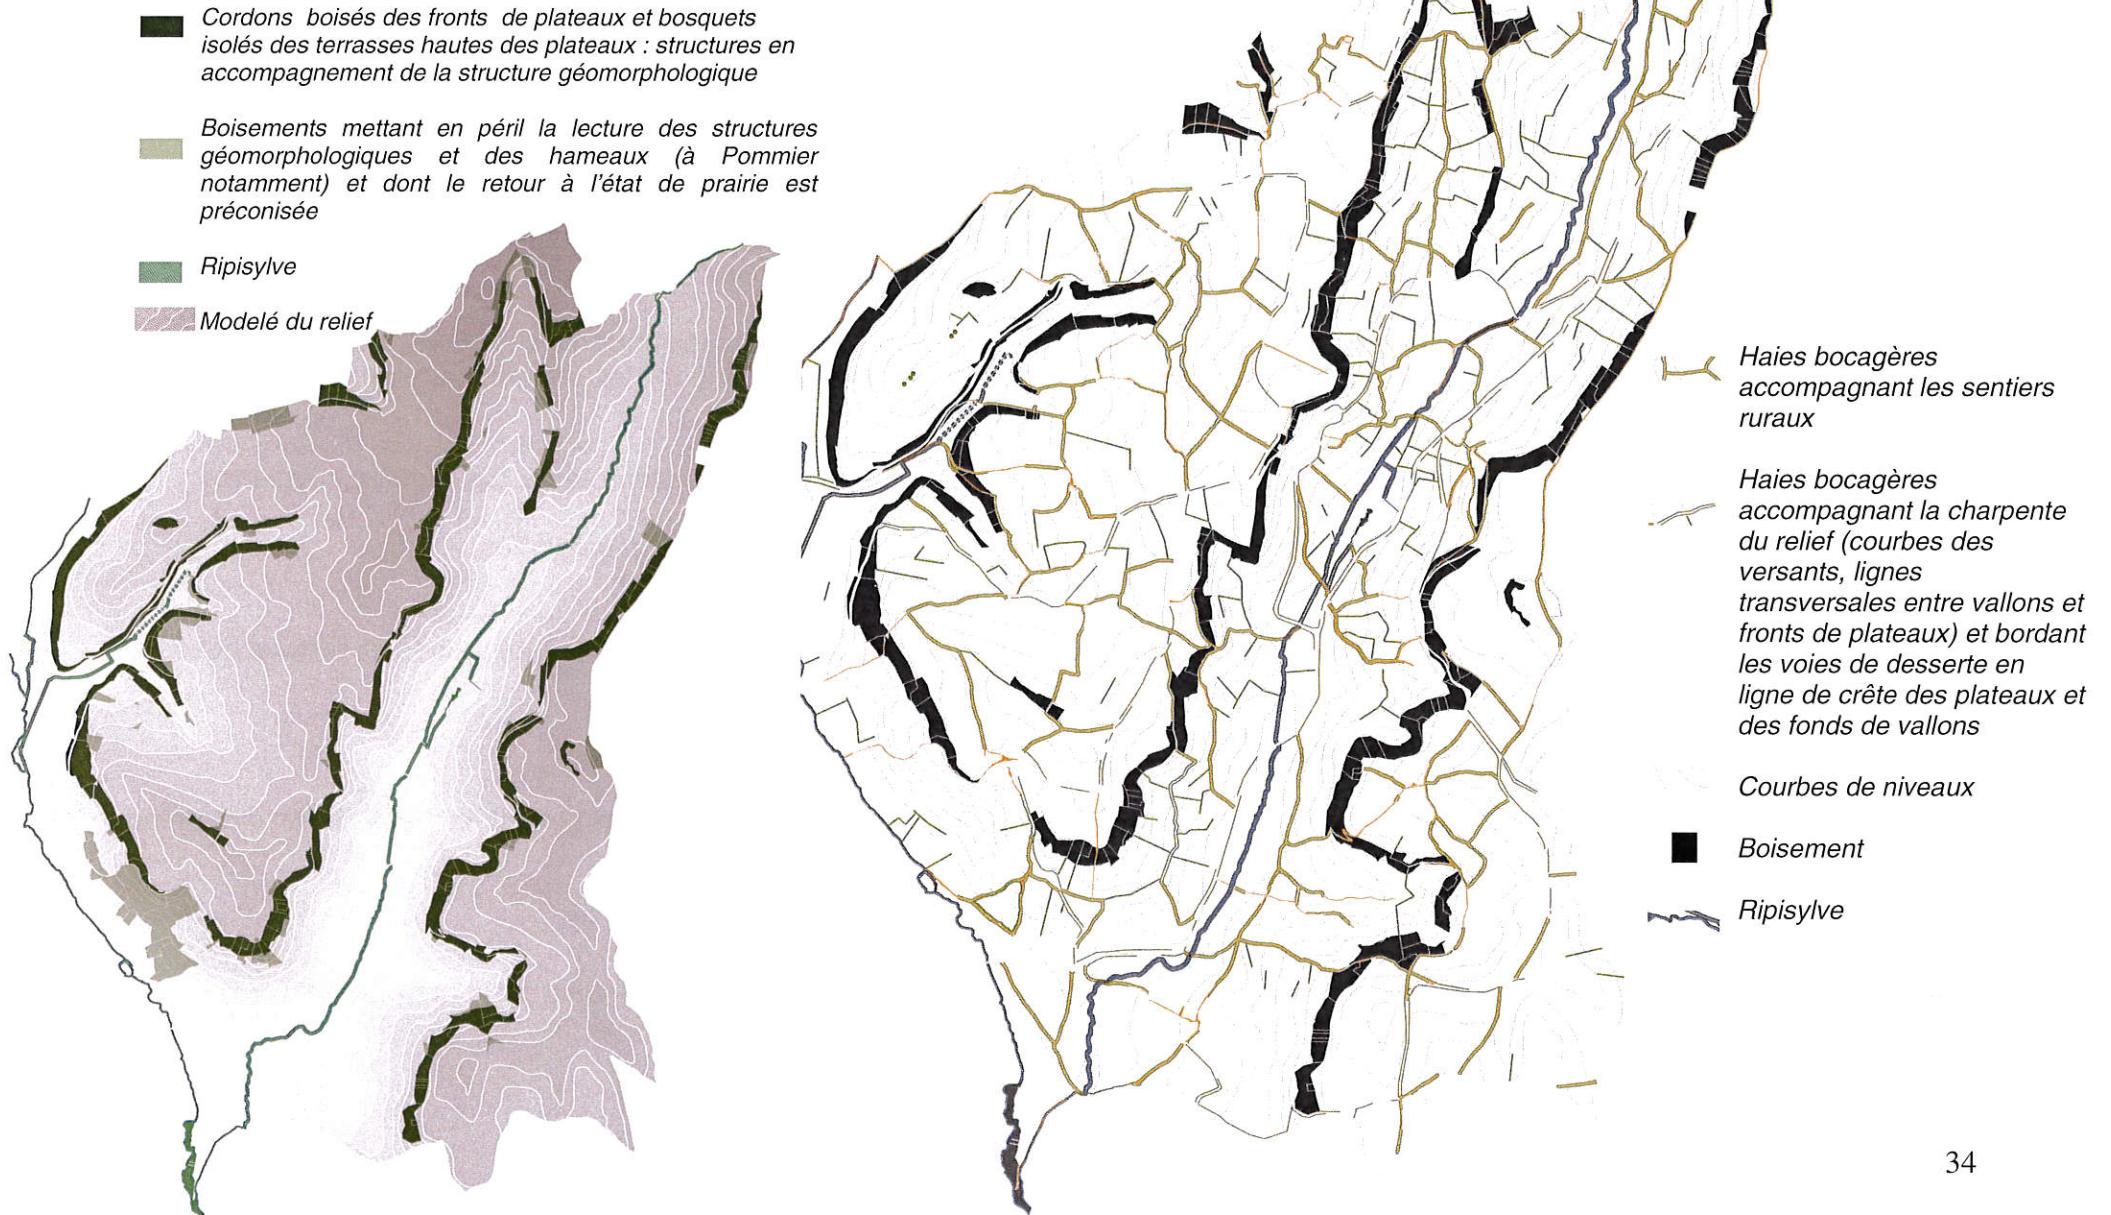 Cordons boisés des fronts de plateaux et bosquets
isolés des terrasses hautes des plateaux : structures en
accompagnement de la structure géomorphologique
Boisements mettant en péril la lecture des structures
géomorphologiques et des hameaux (à Pommier
notamment) et dont le retour à l'état de prairie est
préconisée
Ripisylve
Modelé du relief
Haies bocagères
accompagnant les sentiers
ruraux
Haies bocagères
accompagnant la charpente
du relief (courbes des
versants, lignes
transversales entre vallons et
fronts de plateaux) et bordant
les voies de desserte en
ligne de crête des plateaux et
des fonds de vallons
Courbes de niveaux
Boisement
Ripisylve
34